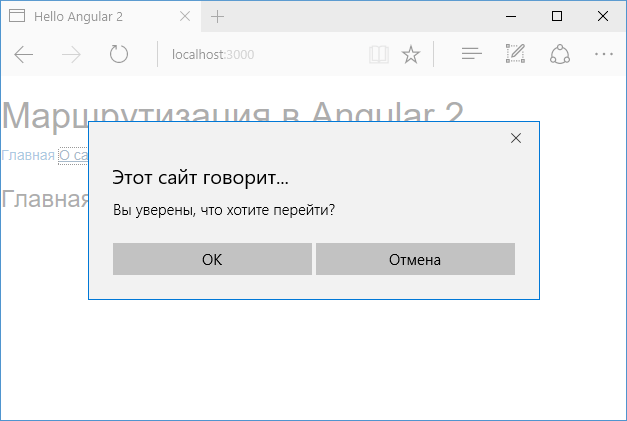 Hello Angular 2
localhost:3000
Маршрутизация в Angular 2
Главная О са
Главная
Этот сайт говорит...
Вы уверены, что хотите перейти?
OK Отмена